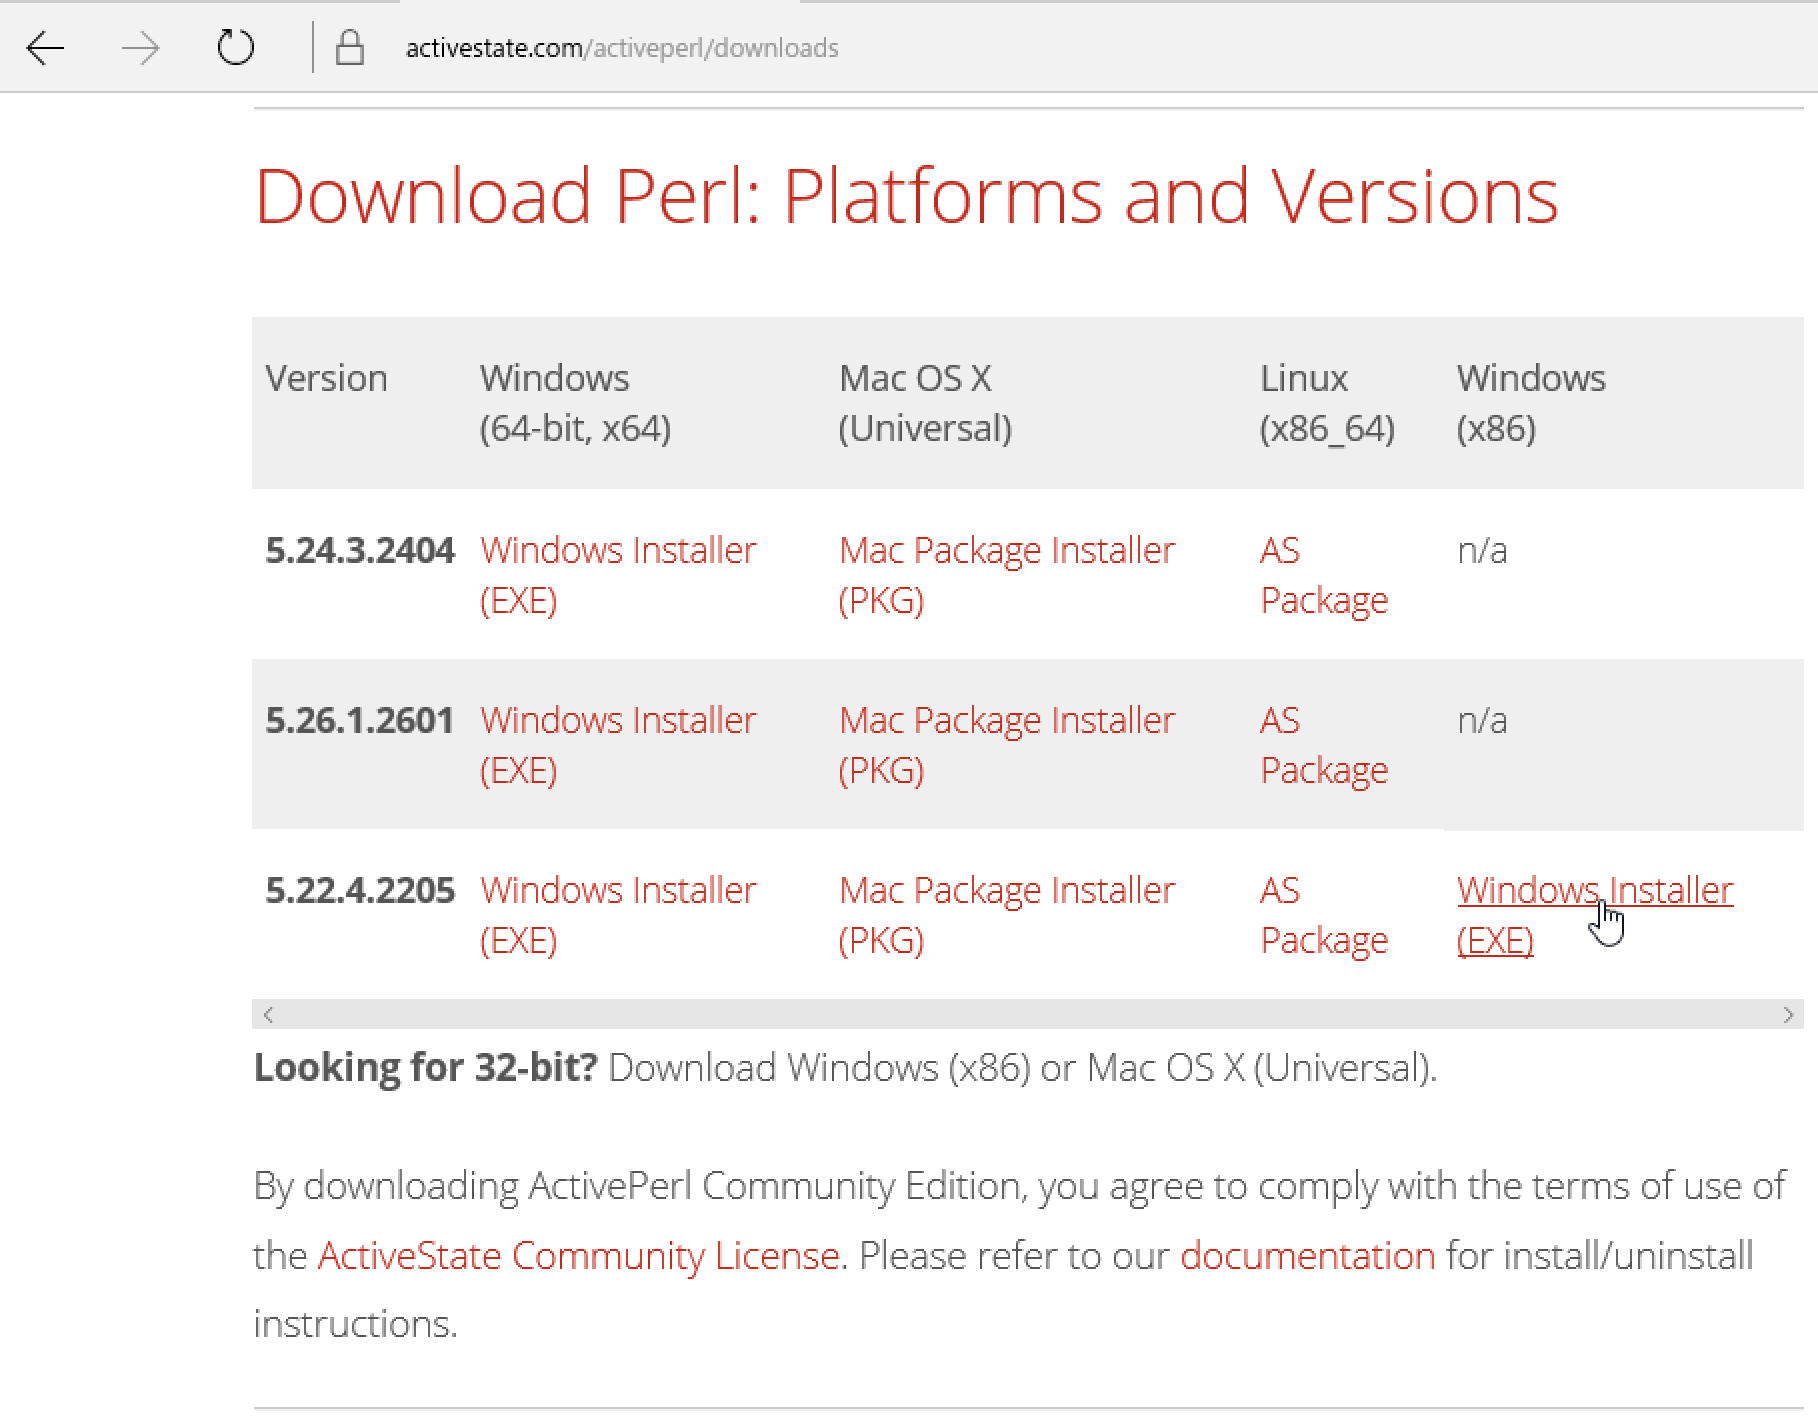 activestate.com/activeperl/downloads
Download Perl: Platforms and Versions
Version Windows Mac OS X Linux Windows
(64-bit, x64) (Universal) (x86_64) (x86)
5.24.3.2404 Windows Installer Mac Package Installer AS n/a
(EXE) (PKG) Package
5.26.1.2601 Windows Installer Mac Package Installer AS n/a
(EXE) (PKG) Package
5.22.4.2205 Windows Installer Mac Package Installer AS Windows Installer
(EXE) (PKG) Package (EXE)
Looking for 32-bit? Download Windows (x86) or Mac OS X (Universal).
By downloading ActivePerl Community Edition, you agree to comply with the terms of use of
the ActiveState Community License. Please refer to our documentation for install/uninstall
instructions.